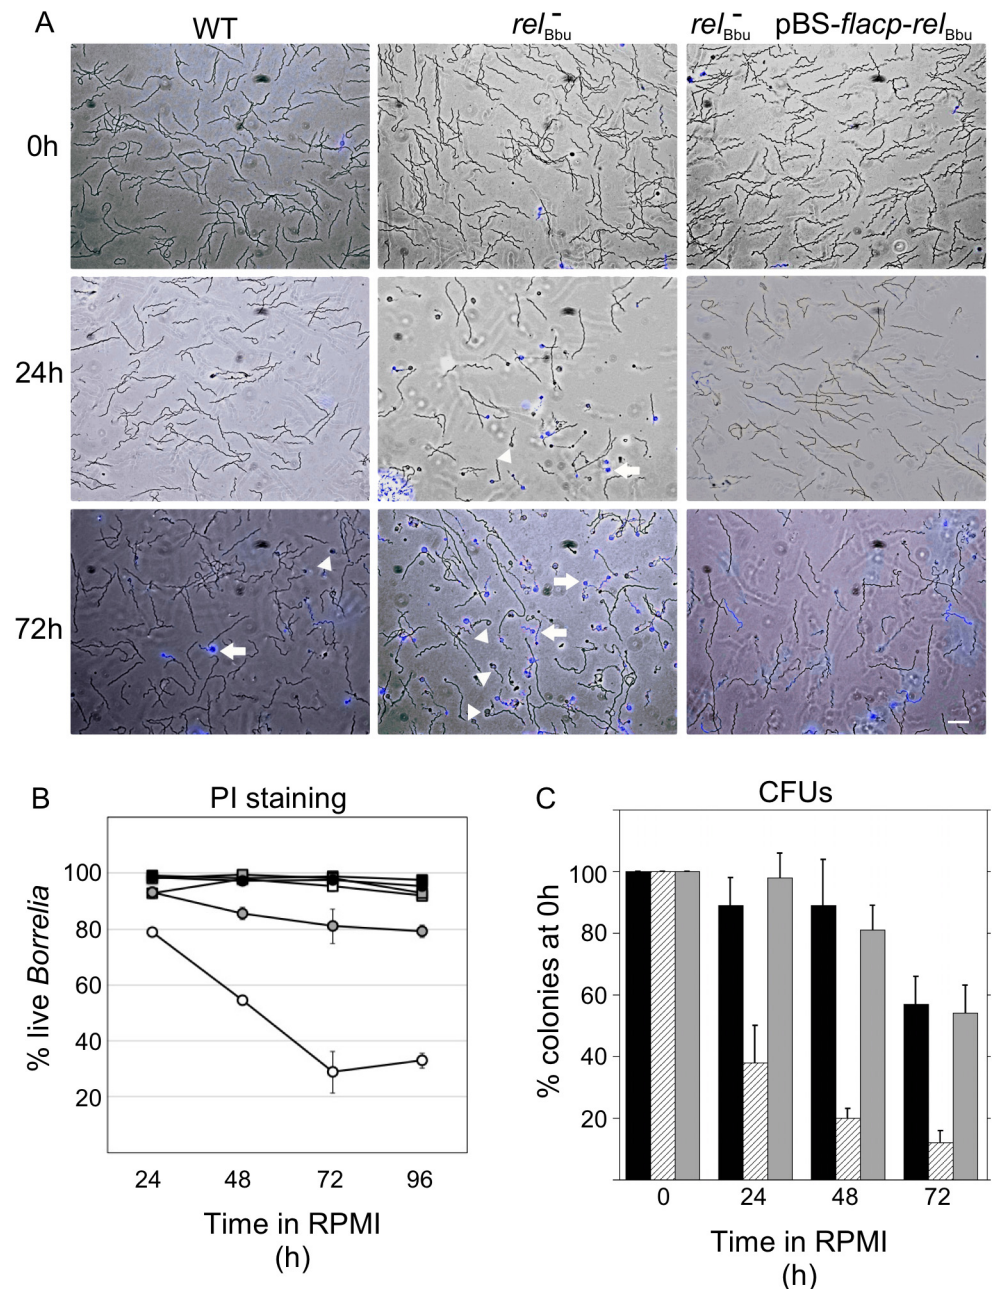 A
WT
rel⁻Bbu
rel⁻Bbu pBS-flacp-relBbu
0h
24h
72h
B
PI staining
% live Borrelia
100
80
60
40
20
24 48 72 96
Time in RPMI
(h)
C
CFUs
% colonies at 0h
100
80
60
40
20
0 24 48 72
Time in RPMI
(h)